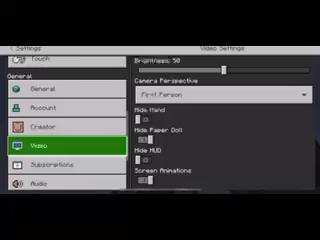 Settings
Video Settings
Touch
General
General
Account
Creator
Video
Subscriptions
Audio
Brightness: 50
Camera Perspective
First Person
Hide Hand
Hide Paper Doll
Hide HUD
Screen Animations